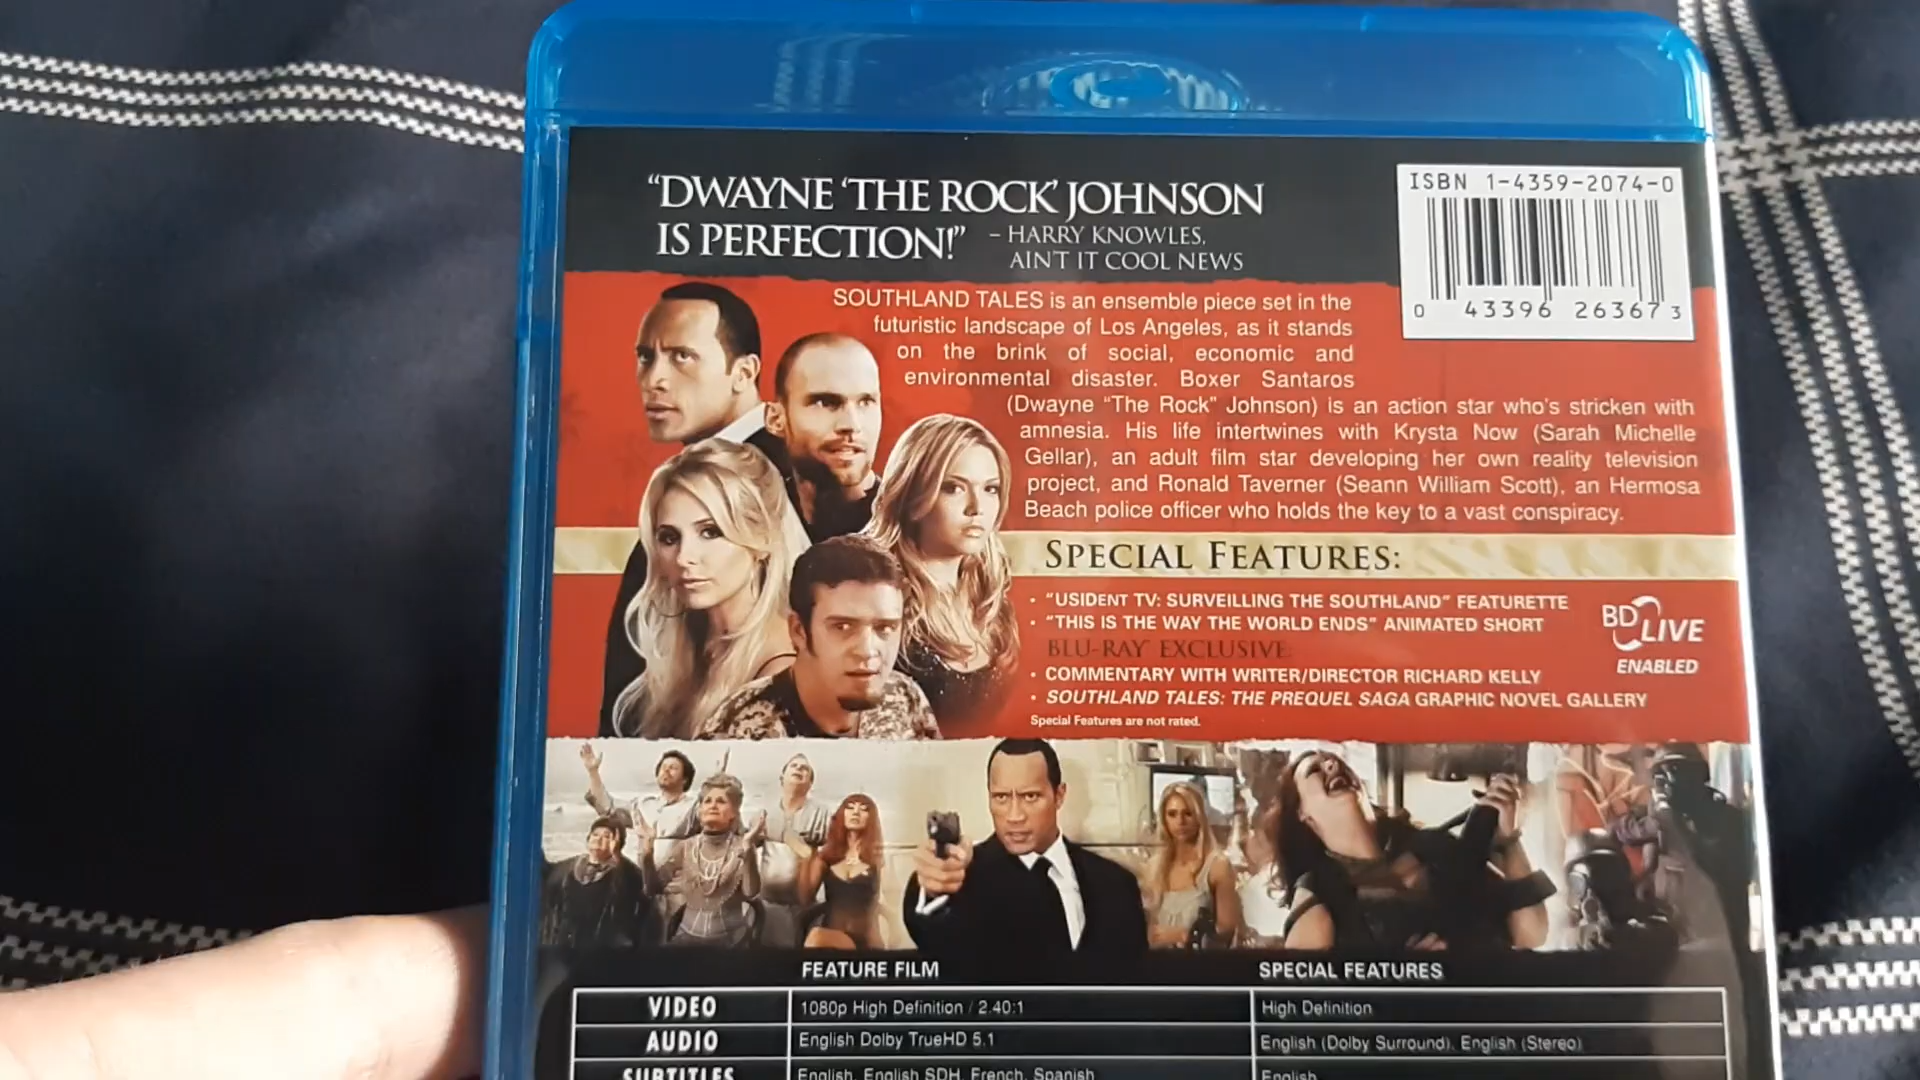 "DWAYNE 'THE ROCK' JOHNSON
IS PERFECTION!" – HARRY KNOWLES,
AIN'T IT COOL NEWS
ISBN 1-4359-2074-0
0 43396 26367 3
SOUTHLAND TALES is an ensemble piece set in the
futuristic landscape of Los Angeles, as it stands
on the brink of social, economic and
environmental disaster. Boxer Santaros
(Dwayne "The Rock" Johnson) is an action star who's stricken with
amnesia. His life intertwines with Krysta Now (Sarah Michelle
Gellar), an adult film star developing her own reality television
project, and Ronald Taverner (Seann William Scott), an Hermosa
Beach police officer who holds the key to a vast conspiracy.
SPECIAL FEATURES:
• "USIDENT TV: SURVEILLING THE SOUTHLAND" FEATURETTE
• "THIS IS THE WAY THE WORLD ENDS" ANIMATED SHORT
BLU-RAY EXCLUSIVE:
• COMMENTARY WITH WRITER/DIRECTOR RICHARD KELLY
• SOUTHLAND TALES: THE PREQUEL SAGA GRAPHIC NOVEL GALLERY
Special Features are not rated.
BD LIVE
ENABLED
FEATURE FILM SPECIAL FEATURES
VIDEO 1080p High Definition / 2.40:1 High Definition
AUDIO English Dolby TrueHD 5.1 English (Dolby Surround), English (Stereo)
SUBTITLES English, English SDH, French, Spanish English